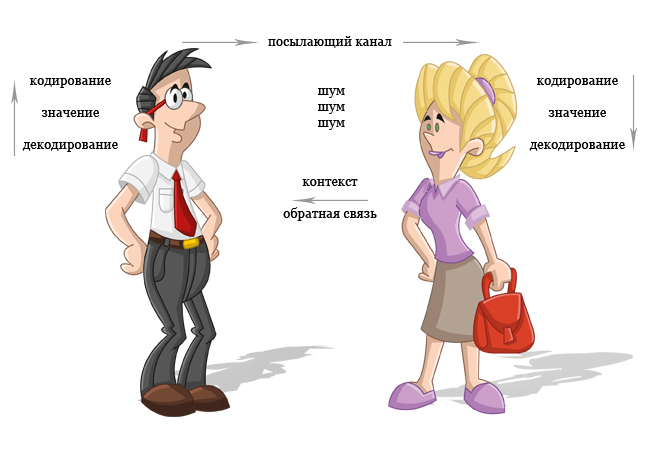 посылающий канал
кодирование
значение
декодирование
шум
шум
шум
кодирование
значение
декодирование
контекст
обратная связь